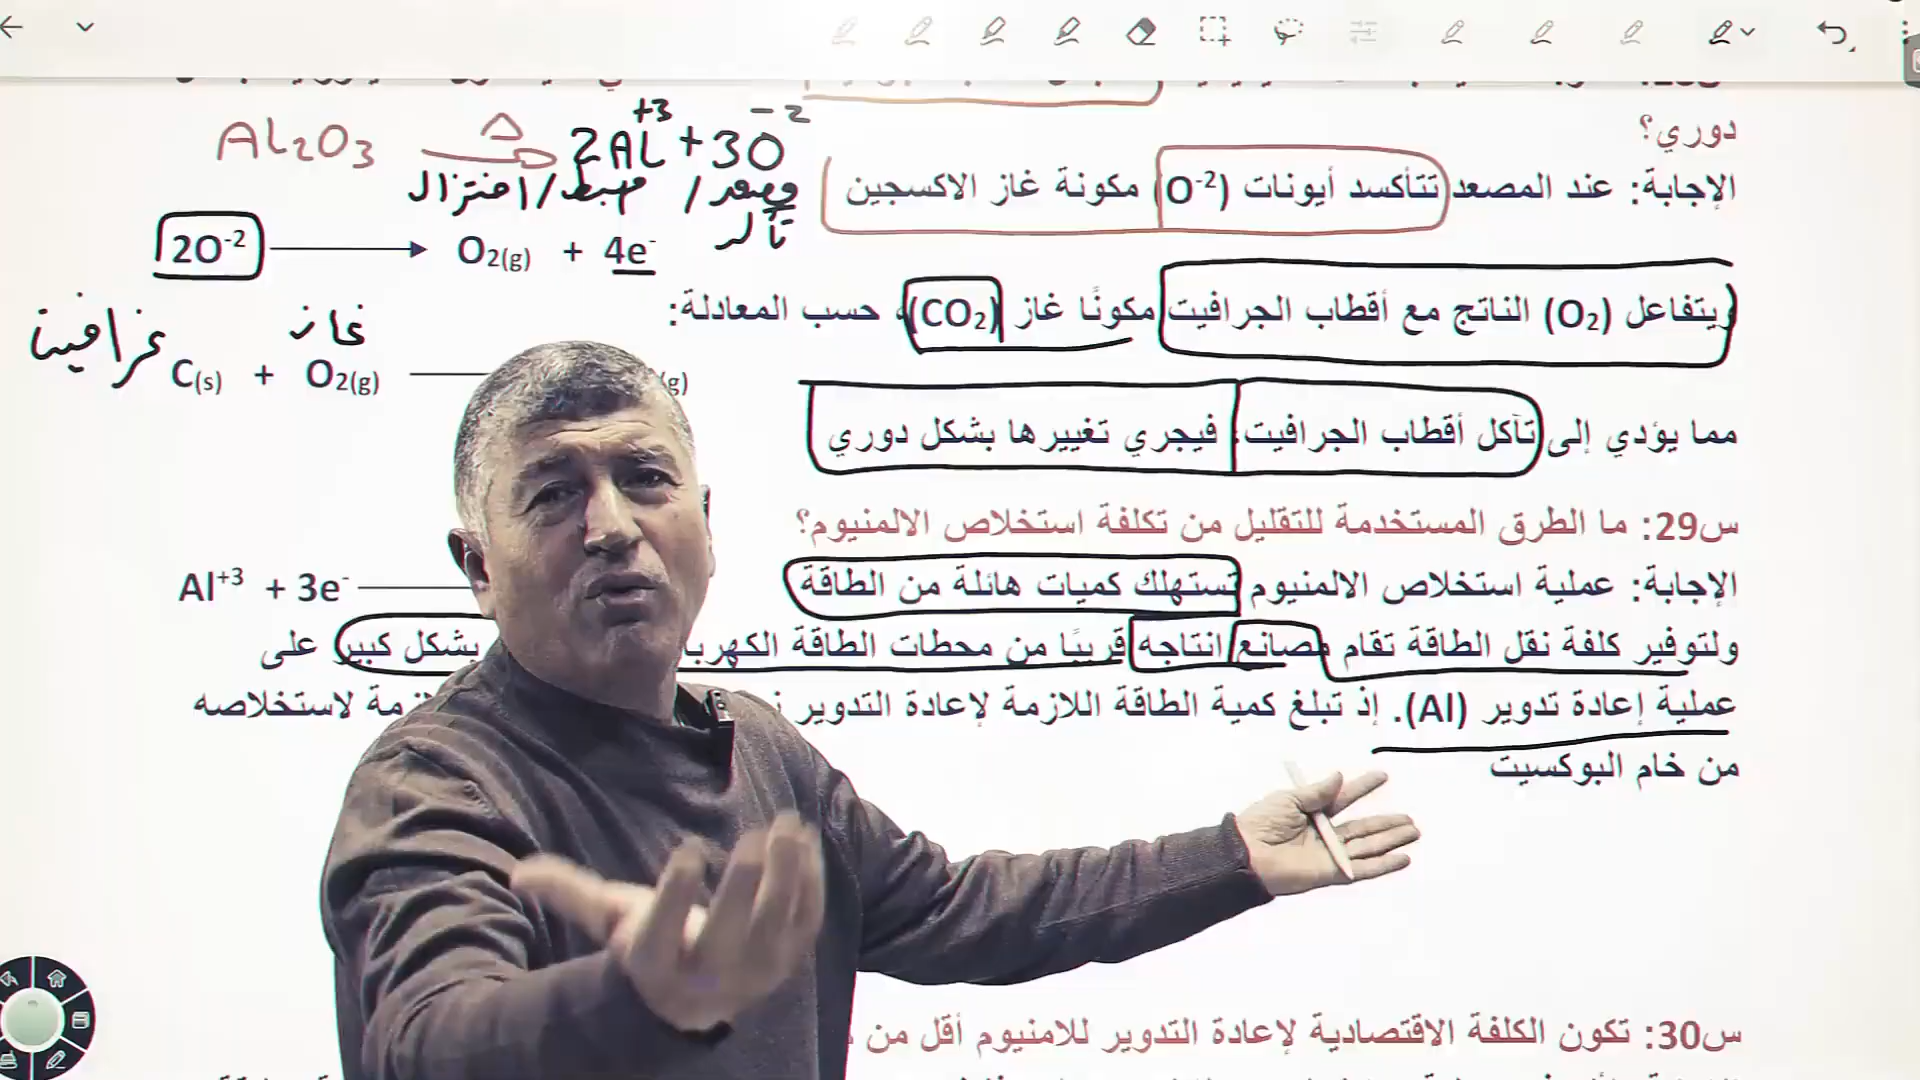 دوري؟
Al₂O₃ Δ 2Al⁺³ + 3O⁻²
الإجابة: عند المصعد تتأكسد أيونات (O⁻²) مكونة غاز الاكسجين
مصعد / مهبط / اختزال
2O⁻² → O₂(g) + 4e⁻
ويتفاعل (O₂) الناتج مع أقطاب الجرافيت مكونًا غاز (CO₂)، حسب المعادلة:
غرافيت غاز
C(s) + O₂(g) (g)
مما يؤدي إلى تآكل أقطاب الجرافيت، فيجري تغييرها بشكل دوري
س29: ما الطرق المستخدمة للتقليل من تكلفة استخلاص الالمنيوم؟
الإجابة: عملية استخلاص الالمنيوم تستهلك كميات هائلة من الطاقة
Al⁺³ + 3e⁻
ولتوفير كلفة نقل الطاقة تقام مصانع انتاجه قريبًا من محطات الطاقة بشكل كبير على
عملية إعادة تدوير (Al). إذ تبلغ كمية الطاقة اللازمة لإعادة التدوير لاستخلاصه
من خام البوكسيت
س30: تكون الكلفة الاقتصادية لإعادة التدوير للامنيوم أقل من